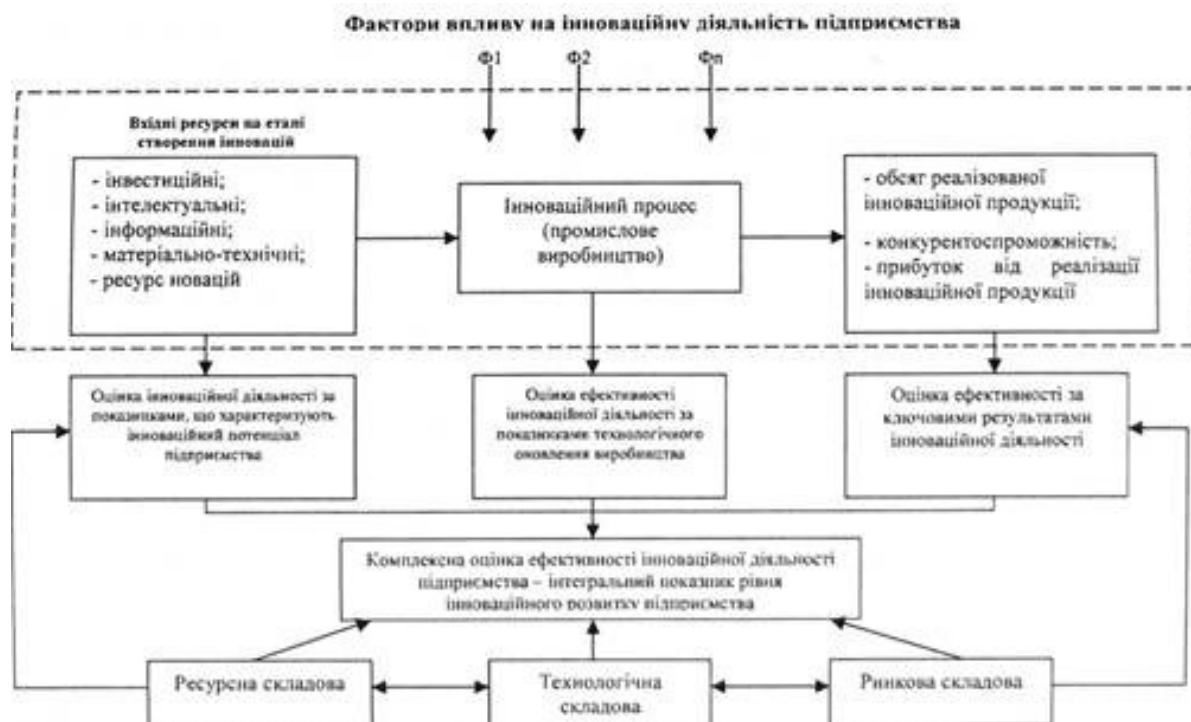 Фактори впливу на інноваційну діяльність підприємства
Ф1
Ф2
Фn
Вхідні ресурси на етапі
створення інновацій
- інвестиційні;
- інтелектуальні;
- інформаційні;
- матеріально-технічні;
- ресурс новацій
Інноваційний процес
(промислове
виробництво)
- обсяг реалізованої
інноваційної продукції;
- конкурентоспроможність;
- прибуток від реалізації
інноваційної продукції
Оцінка інноваційної діяльності за
показниками, що характеризують
інноваційний потенціал
підприємства
Оцінка ефективності
інноваційної діяльності за
показниками технологічного
оновлення виробництва
Оцінка ефективності за
ключовими результатами
інноваційної діяльності
Комплексна оцінка ефективності інноваційної діяльності
підприємства – інтегральний показник рівня
інноваційного розвитку підприємства
Ресурсна складова
Технологічна
складова
Ринкова складова